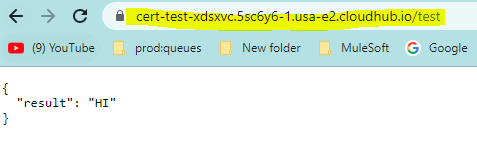 cert-test-xdsxvc.5sc6y6-1.usa-e2.cloudhub.io/test
(9) YouTube prod:queues New folder MuleSoft Google
{
  "result": "HI"
}